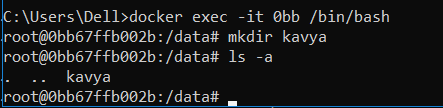 C:\Users\Dell>docker exec -it 0bb /bin/bash
root@0bb67ffb002b:/data# mkdir kavya
root@0bb67ffb002b:/data# ls -a
.  ..  kavya
root@0bb67ffb002b:/data#